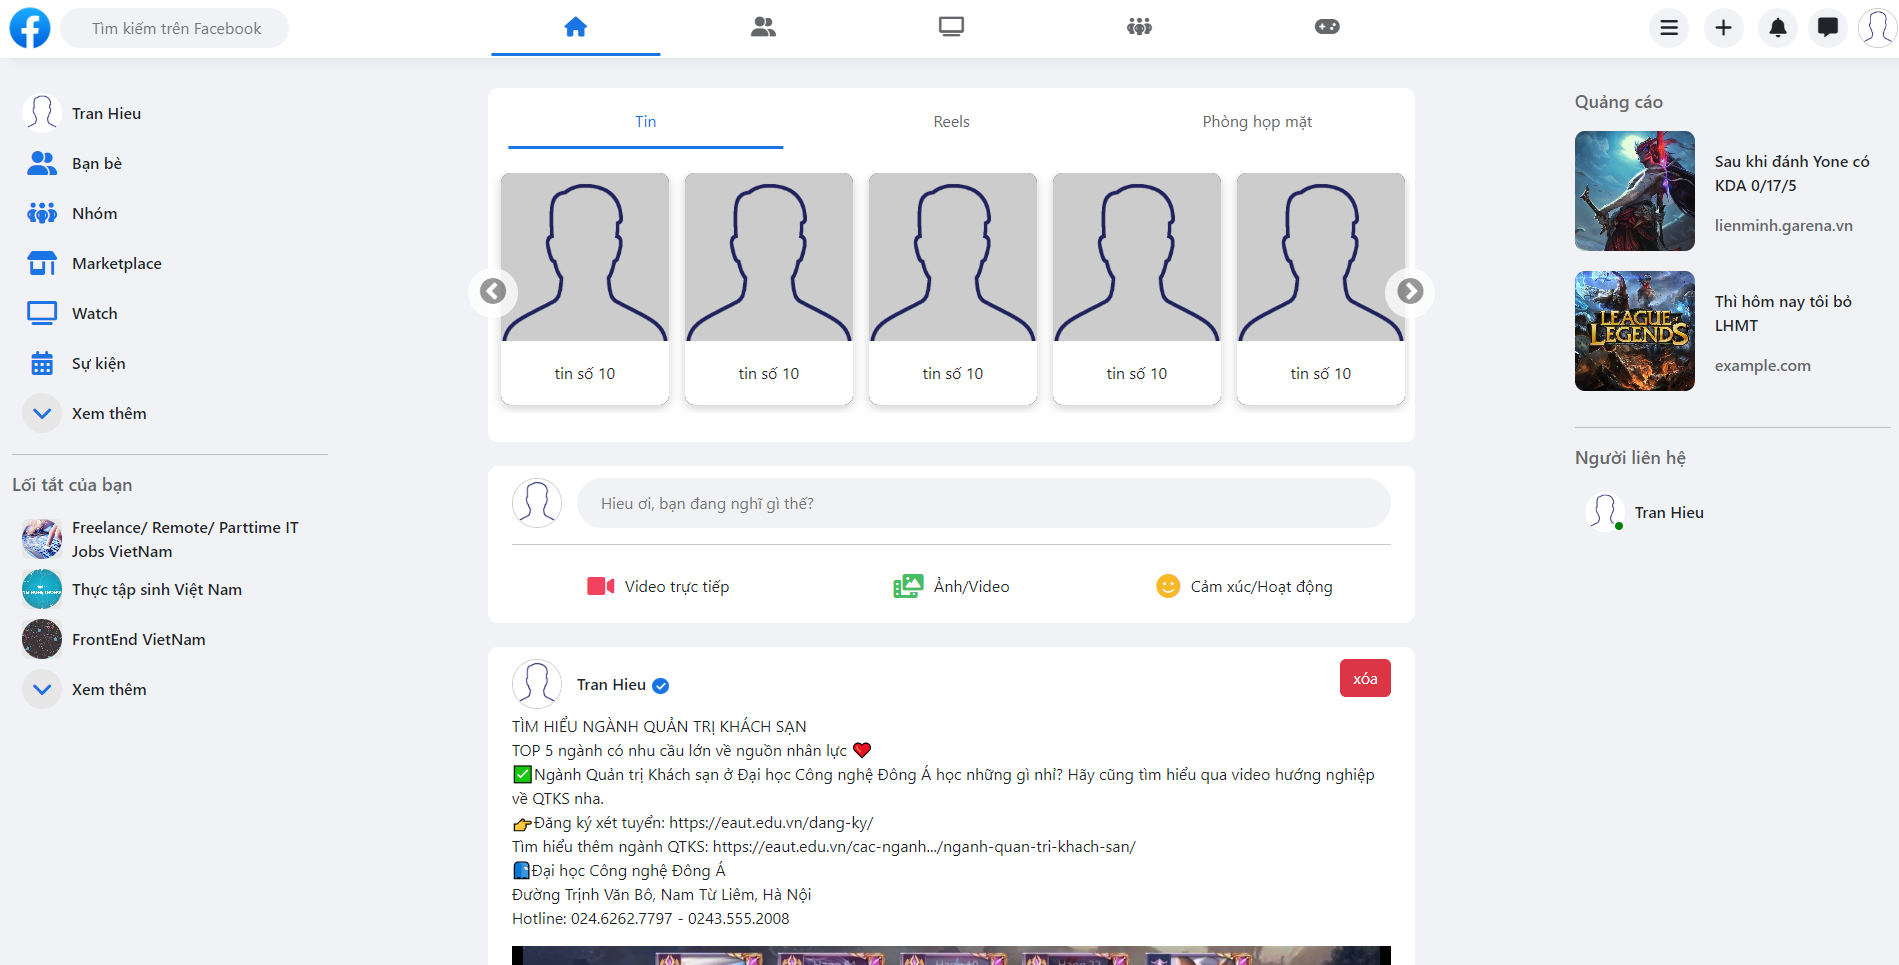 Tìm kiếm trên Facebook
Tran Hieu
Bạn bè
Nhóm
Marketplace
Watch
Sự kiện
Xem thêm
Lối tắt của bạn
Freelance/ Remote/ Parttime IT
Jobs VietNam
Thực tập sinh Việt Nam
FrontEnd VietNam
Xem thêm
Tin
Reels
Phòng họp mặt
tin số 10
tin số 10
tin số 10
tin số 10
tin số 10
Hieu ơi, bạn đang nghĩ gì thế?
Video trực tiếp
Ảnh/Video
Cảm xúc/Hoạt động
Tran Hieu
xóa
TÌM HIỂU NGÀNH QUẢN TRỊ KHÁCH SẠN
TOP 5 ngành có nhu cầu lớn về nguồn nhân lực ❤️
✅Ngành Quản trị Khách sạn ở Đại học Công nghệ Đông Á học những gì nhỉ? Hãy cũng tìm hiểu qua video hướng nghiệp
về QTKS nha.
👉Đăng ký xét tuyển: https://eaut.edu.vn/dang-ky/
Tìm hiểu thêm ngành QTKS: https://eaut.edu.vn/cac-nganh.../nganh-quan-tri-khach-san/
📘Đại học Công nghệ Đông Á
Đường Trịnh Văn Bô, Nam Từ Liêm, Hà Nội
Hotline: 024.6262.7797 - 0243.555.2008
Quảng cáo
Sau khi đánh Yone có
KDA 0/17/5
lienminh.garena.vn
LEAGUE OF
LEGENDS
Thì hôm nay tôi bỏ
LHMT
example.com
Người liên hệ
Tran Hieu